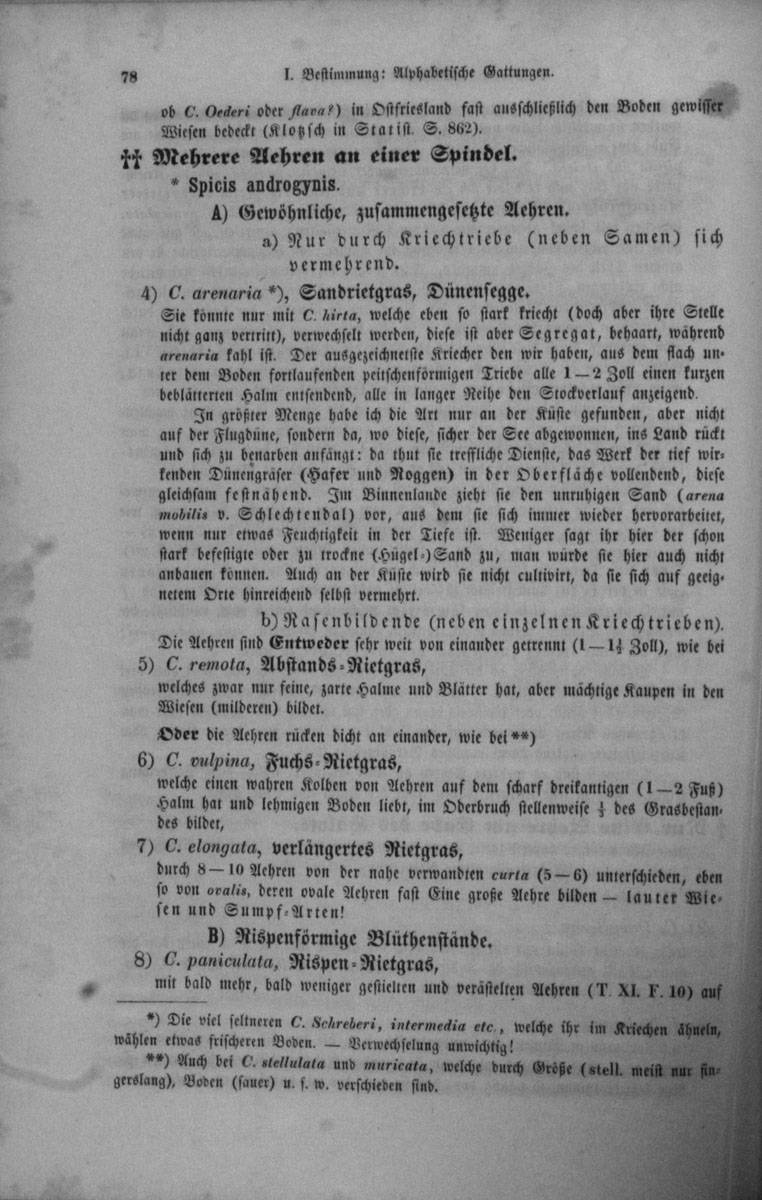 78 I. Bestimmung: Alphabetische Gattungen.
ob C. Oederi oder flava?) in Ostfriesland fast ausschließlich den Boden gewisser
Wiesen bedeckt (Klotzsch in Statist. S. 862).
†† Mehrere Aehren an einer Spindel.
* Spicis androgynis.
A) Gewöhnliche, zusammengesetzte Aehren.
a) Nur durch Kriechtriebe (neben Samen) sich
vermehrend.
4) C. arenaria *), Sandrietgras, Dünensegge.
Sie könnte nur mit C. hirta, welche eben so stark kriecht (doch aber ihre Stelle
nicht ganz vertritt), verwechselt werden, diese ist aber Segregat, behaart, während
arenaria kahl ist. Der ausgezeichnetste Kriecher den wir haben, aus dem flach un-
ter dem Boden fortlaufenden peitschenförmigen Triebe alle 1—2 Zoll einen kurzen
beblätterten Halm entsendend, alle in langer Reihe den Stockverlauf anzeigend.
In größter Menge habe ich die Art nur an der Küste gefunden, aber nicht
auf der Flugdüne, sondern da, wo diese, sicher der See abgewonnen, ins Land rückt
und sich zu benarben anfängt: da thut sie treffliche Dienste, das Werk der tief wir-
kenden Dünengräser (Hafer und Roggen) in der Oberfläche vollendend, diese
gleichsam festnähend. Im Binnenlande zieht sie den unruhigen Sand (arena
mobilis v. Schlechtendal) vor, aus dem sie sich immer wieder hervorarbeitet,
wenn nur etwas Feuchtigkeit in der Tiefe ist. Weniger sagt ihr hier der schon
stark befestigte oder zu trockne (Hügel-)Sand zu, man würde sie hier auch nicht
anbauen können. Auch an der Küste wird sie nicht cultivirt, da sie sich auf geeig-
netem Orte hinreichend selbst vermehrt.
b) Rasenbildende (neben einzelnen Kriechtrieben).
Die Aehren sind Entweder sehr weit von einander getrennt (1—1½ Zoll), wie bei
5) C. remota, Abstands-Rietgras,
welches zwar nur feine, zarte Halme und Blätter hat, aber mächtige Kaupen in den
Wiesen (milderen) bildet.
Oder die Aehren rücken dicht an einander, wie bei **)
6) C. vulpina, Fuchs-Rietgras,
welche einen wahren Kolben von Aehren auf dem scharf dreikantigen (1—2 Fuß)
Halm hat und lehmigen Boden liebt, im Oderbruch stellenweise des Grasbestan-
des bildet,
7) C. elongata, verlängertes Rietgras,
durch 8—10 Aehren von der nahe verwandten curta (5—6) unterschieden, eben
so von ovalis, deren ovale Aehren fast Eine große Aehre bilden — lauter Wie-
sen und Sumpf-Arten!
B) Rispenförmige Blüthenstände.
8) C. paniculata, Rispen-Rietgras,
mit bald mehr, bald weniger gestielten und verästelten Aehren (T. XI. F. 10) auf
*) Die viel seltneren C. Schreberi, intermedia etc., welche ihr im Kriechen ähneln,
wählen etwas frischeren Boden. — Verwechselung unwichtig!
**) Auch bei C. stellulata und muricata, welche durch Größe (stell. meist nur fin-
gerslang), Boden (sauer) u. s. w. verschieden sind.